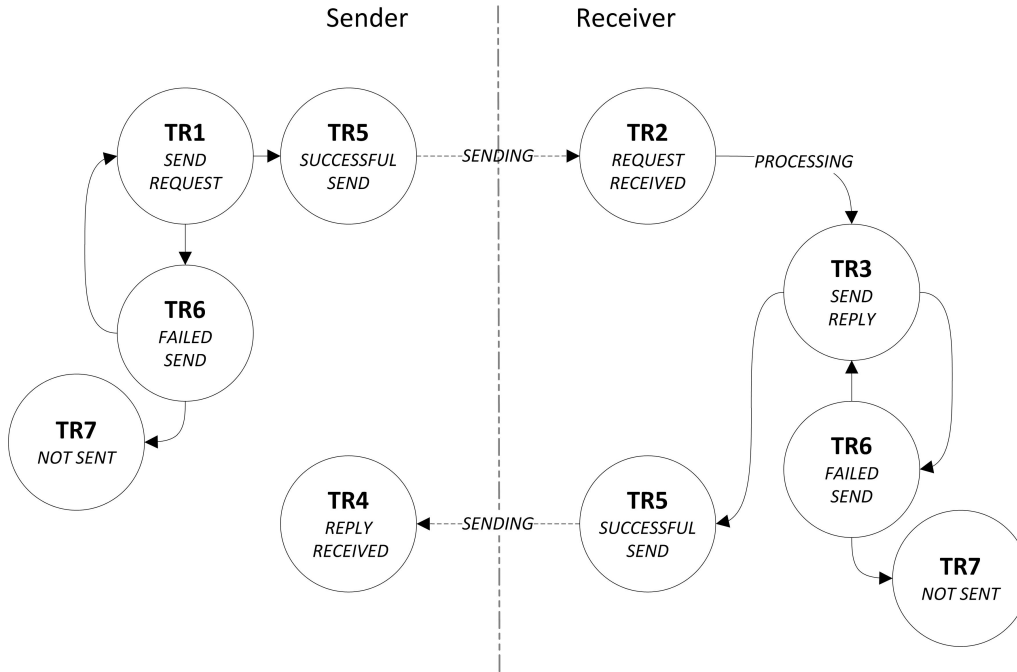 Sender
Receiver
TR1
SEND
REQUEST
TR5
SUCCESSFUL
SEND
SENDING
TR2
REQUEST
RECEIVED
PROCESSING
TR3
SEND
REPLY
TR6
FAILED
SEND
TR7
NOT SENT
TR4
REPLY
RECEIVED
SENDING
TR5
SUCCESSFUL
SEND
TR6
FAILED
SEND
TR7
NOT SENT